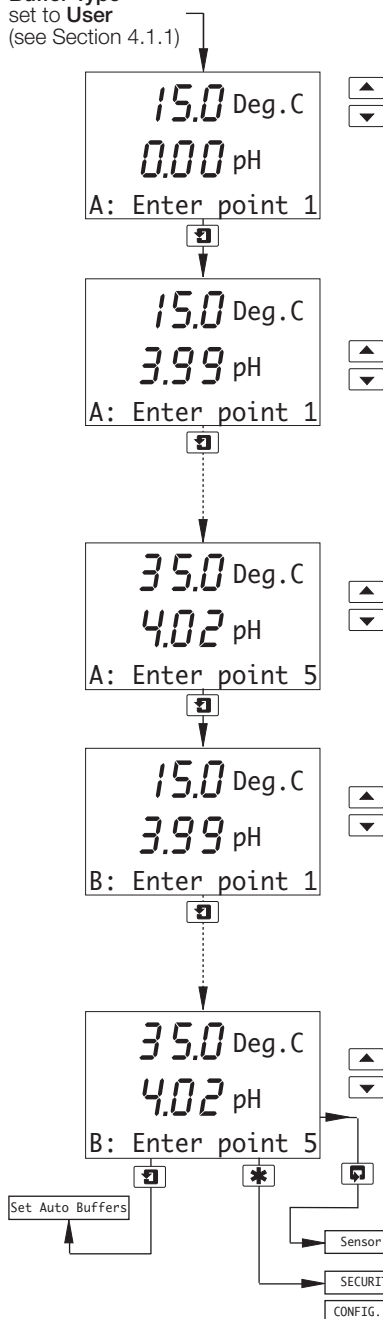 set to User
(see Section 4.1.1)
15.0 Deg.C
0.00 pH
A: Enter point 1
15.0 Deg.C
3.99 pH
A: Enter point 1
35.0 Deg.C
4.02 pH
A: Enter point 5
15.0 Deg.C
3.99 pH
B: Enter point 1
35.0 Deg.C
4.02 pH
B: Enter point 5
Set Auto Buffers
Sensor
SECURIT
CONFIG.